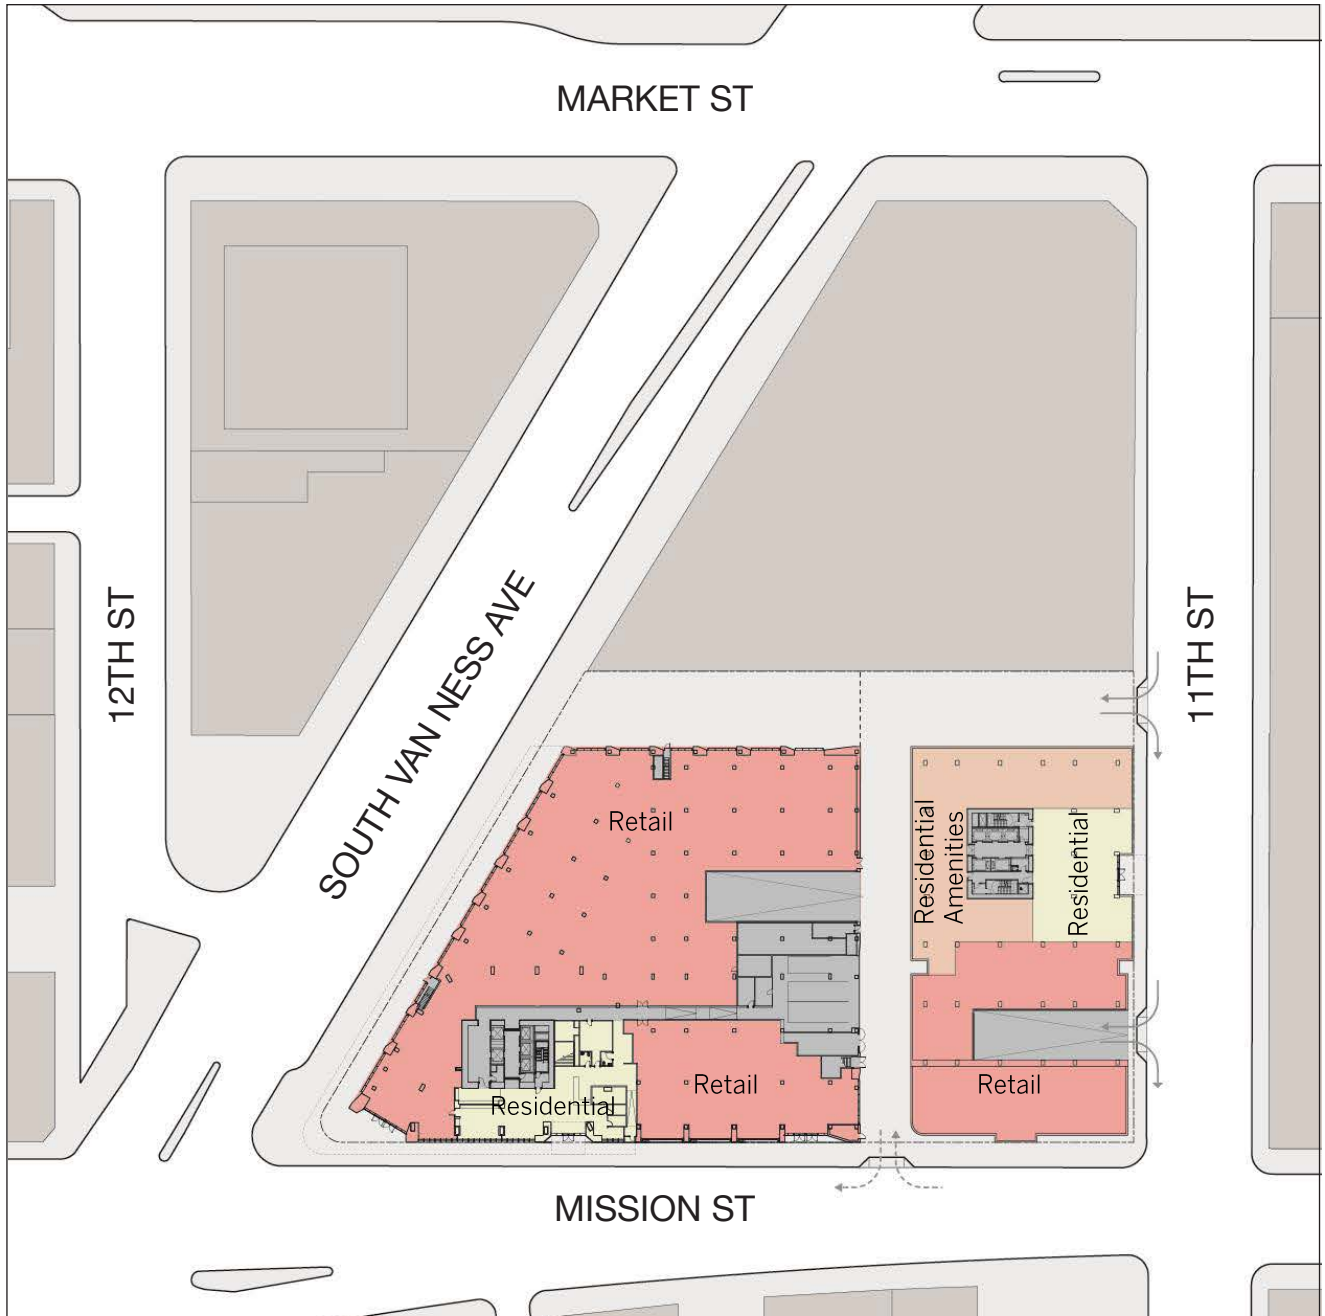 MARKET ST
12TH ST
SOUTH VAN NESS AVE
11TH ST
Retail
Residential
Amenities
Residential
Retail
Residential
Retail
MISSION ST